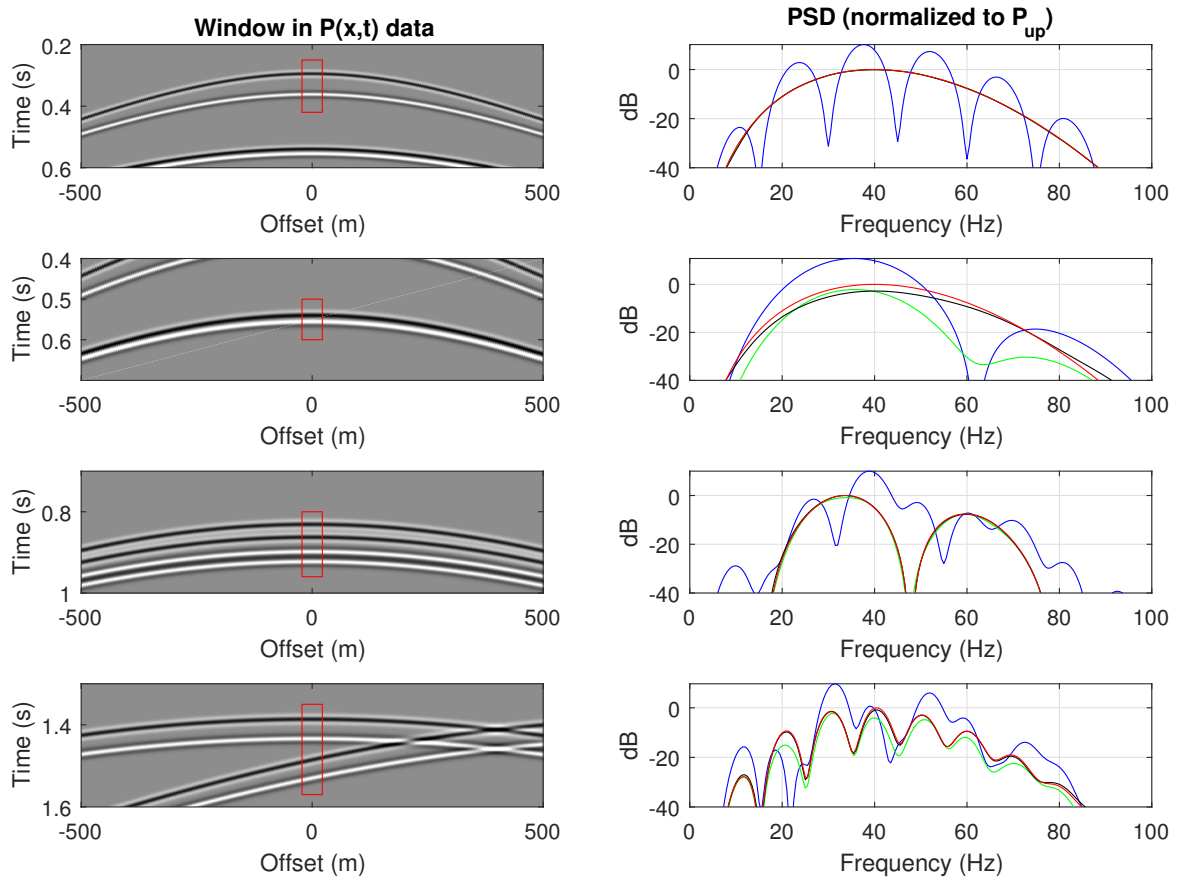 Window in P(x,t) data
PSD (normalized to P_up)
0.2
0.4
0.6
Time (s)
-500 0 500
Offset (m)
0
-20
-40
dB
0 20 40 60 80 100
Frequency (Hz)
0.4
0.5
0.6
Time (s)
-500 0 500
Offset (m)
0
-20
-40
dB
0 20 40 60 80 100
Frequency (Hz)
0.8
1
Time (s)
-500 0 500
Offset (m)
0
-20
-40
dB
0 20 40 60 80 100
Frequency (Hz)
1.4
1.6
Time (s)
-500 0 500
Offset (m)
0
-20
-40
dB
0 20 40 60 80 100
Frequency (Hz)